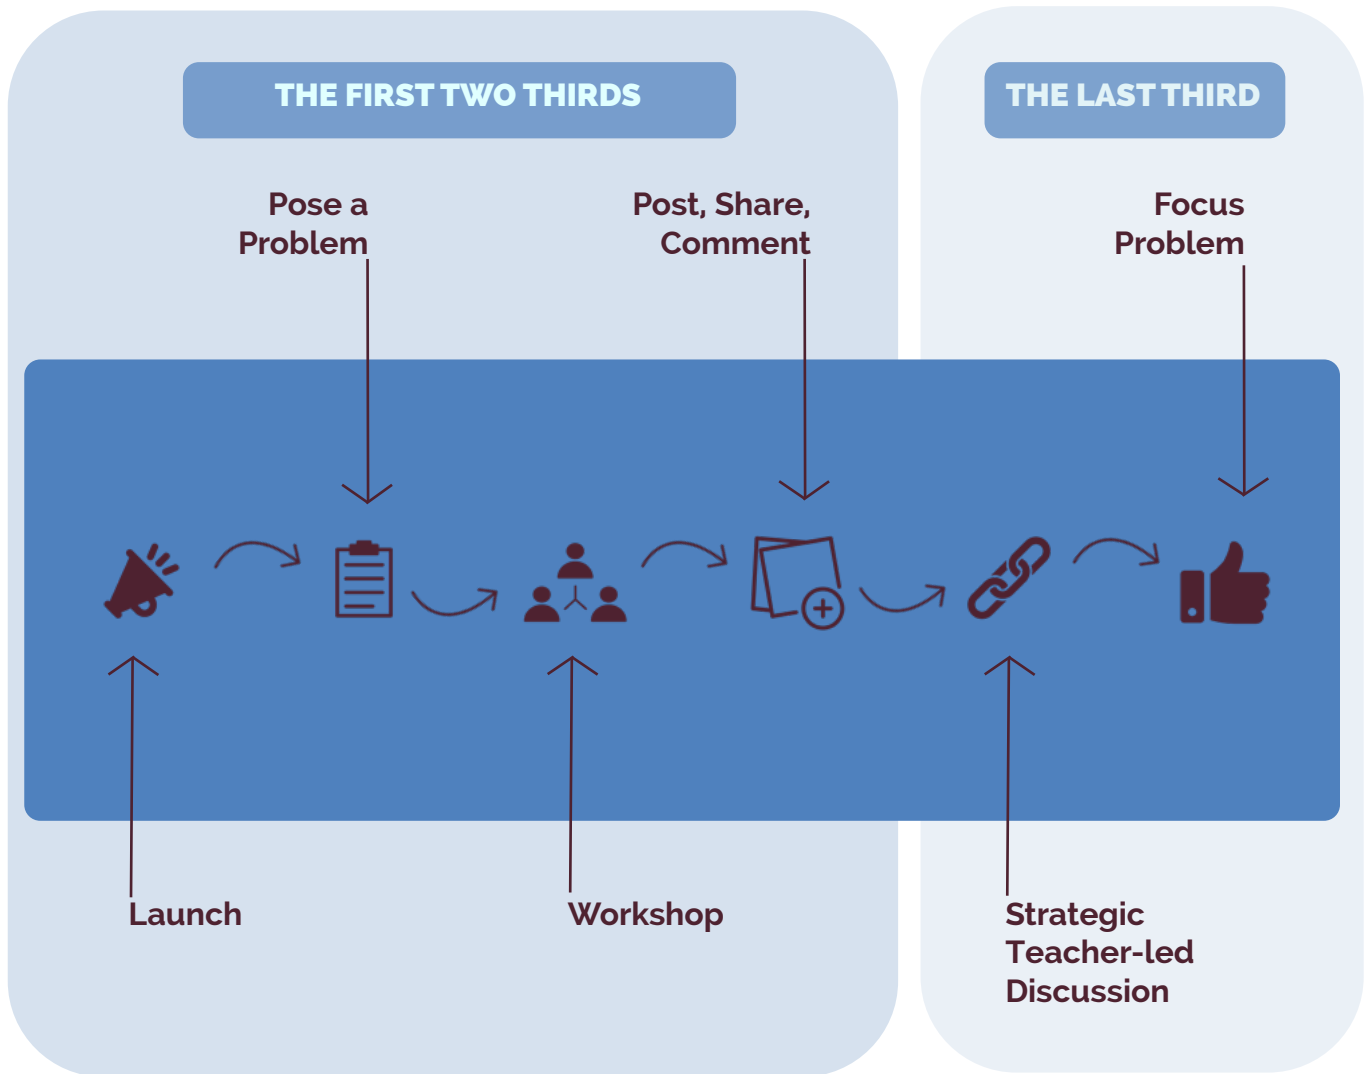 THE FIRST TWO THIRDS
THE LAST THIRD
Pose a
Problem
Post, Share,
Comment
Focus
Problem
Launch
Workshop
Strategic
Teacher-led
Discussion